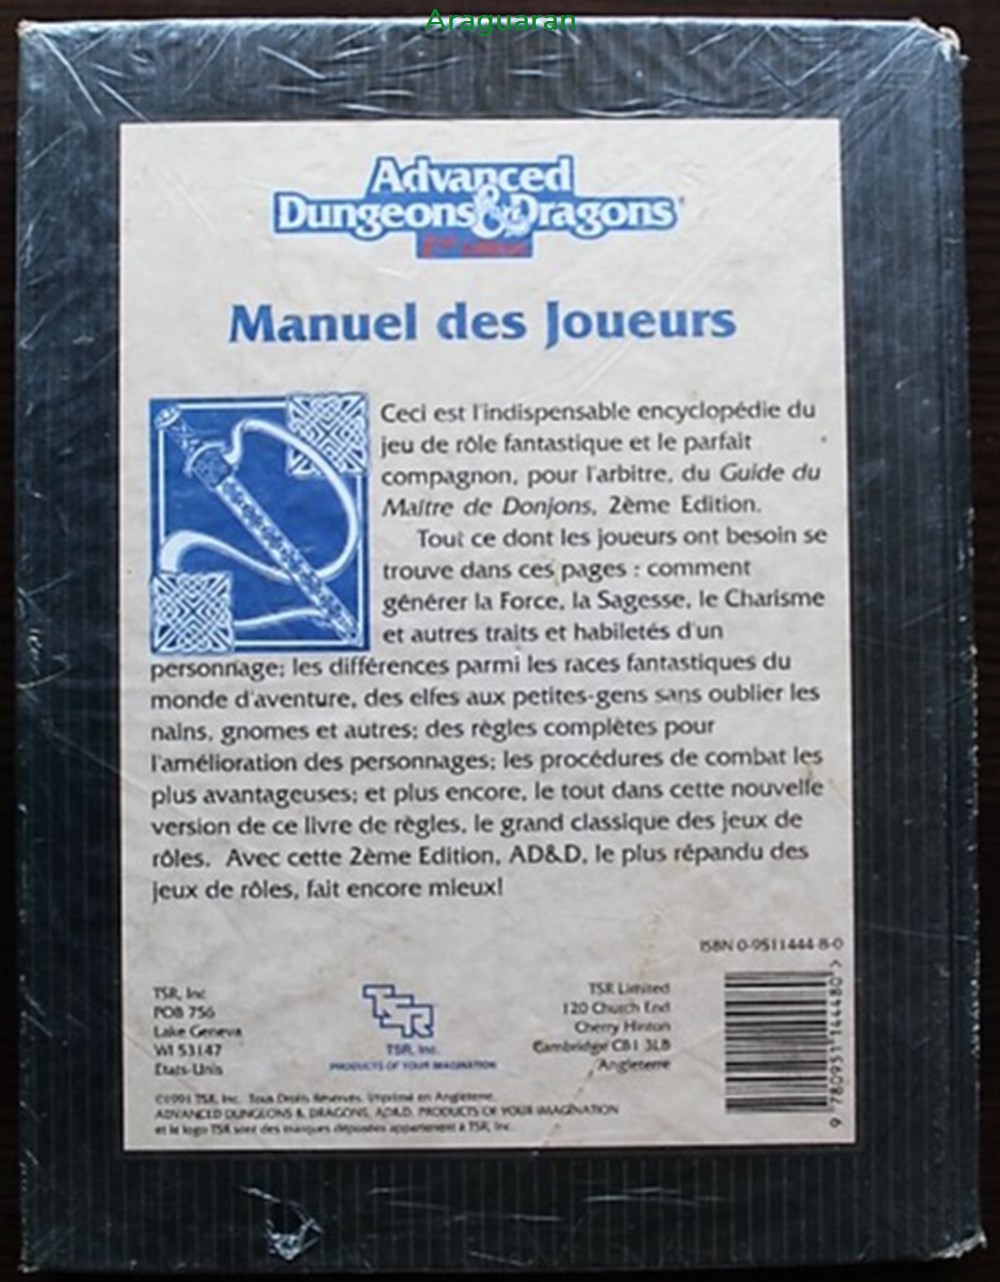 Araguaran
Advanced
Dungeons & Dragons
Manuel des Joueurs
Ceci est l'indispensable encyclopédie du
jeu de rôle fantastique et le parfait
compagnon, pour l'arbitre, du Guide du
Maître de Donjons, 2ème Edition.
Tout ce dont les joueurs ont besoin se
trouve dans ces pages : comment
générer la Force, la Sagesse, le Charisme
et autres traits et habiletés d'un
personnage; les différences parmi les races fantastiques du
monde d'aventure, des elfes aux petites-gens sans oublier les
nains, gnomes et autres; des règles complètes pour
l'amélioration des personnages; les procédures de combat les
plus avantageuses; et plus encore, le tout dans cette nouvelle
version de ce livre de règles, le grand classique des jeux de
rôles. Avec cette 2ème Edition, AD&D, le plus répandu des
jeux de rôles, fait encore mieux!
ISBN 0-9511444-8-0
TSR, Inc
POB 756
Lake Geneva
WI 53147
Etats-Unis
TSR
TSR, Inc.
PRODUCTS OF YOUR IMAGINATION
TSR Limited
120 Church End
Cherry Hinton
Cambridge CB1 3LB
Angleterre
9 780951 144480 >
©1991 TSR, Inc. Tous Droits Réservés. Imprimé en Angleterre.
ADVANCED DUNGEONS & DRAGONS, AD&D, PRODUCTS OF YOUR IMAGINATION
et le logo TSR sont des marques déposées appartenant à TSR, Inc.